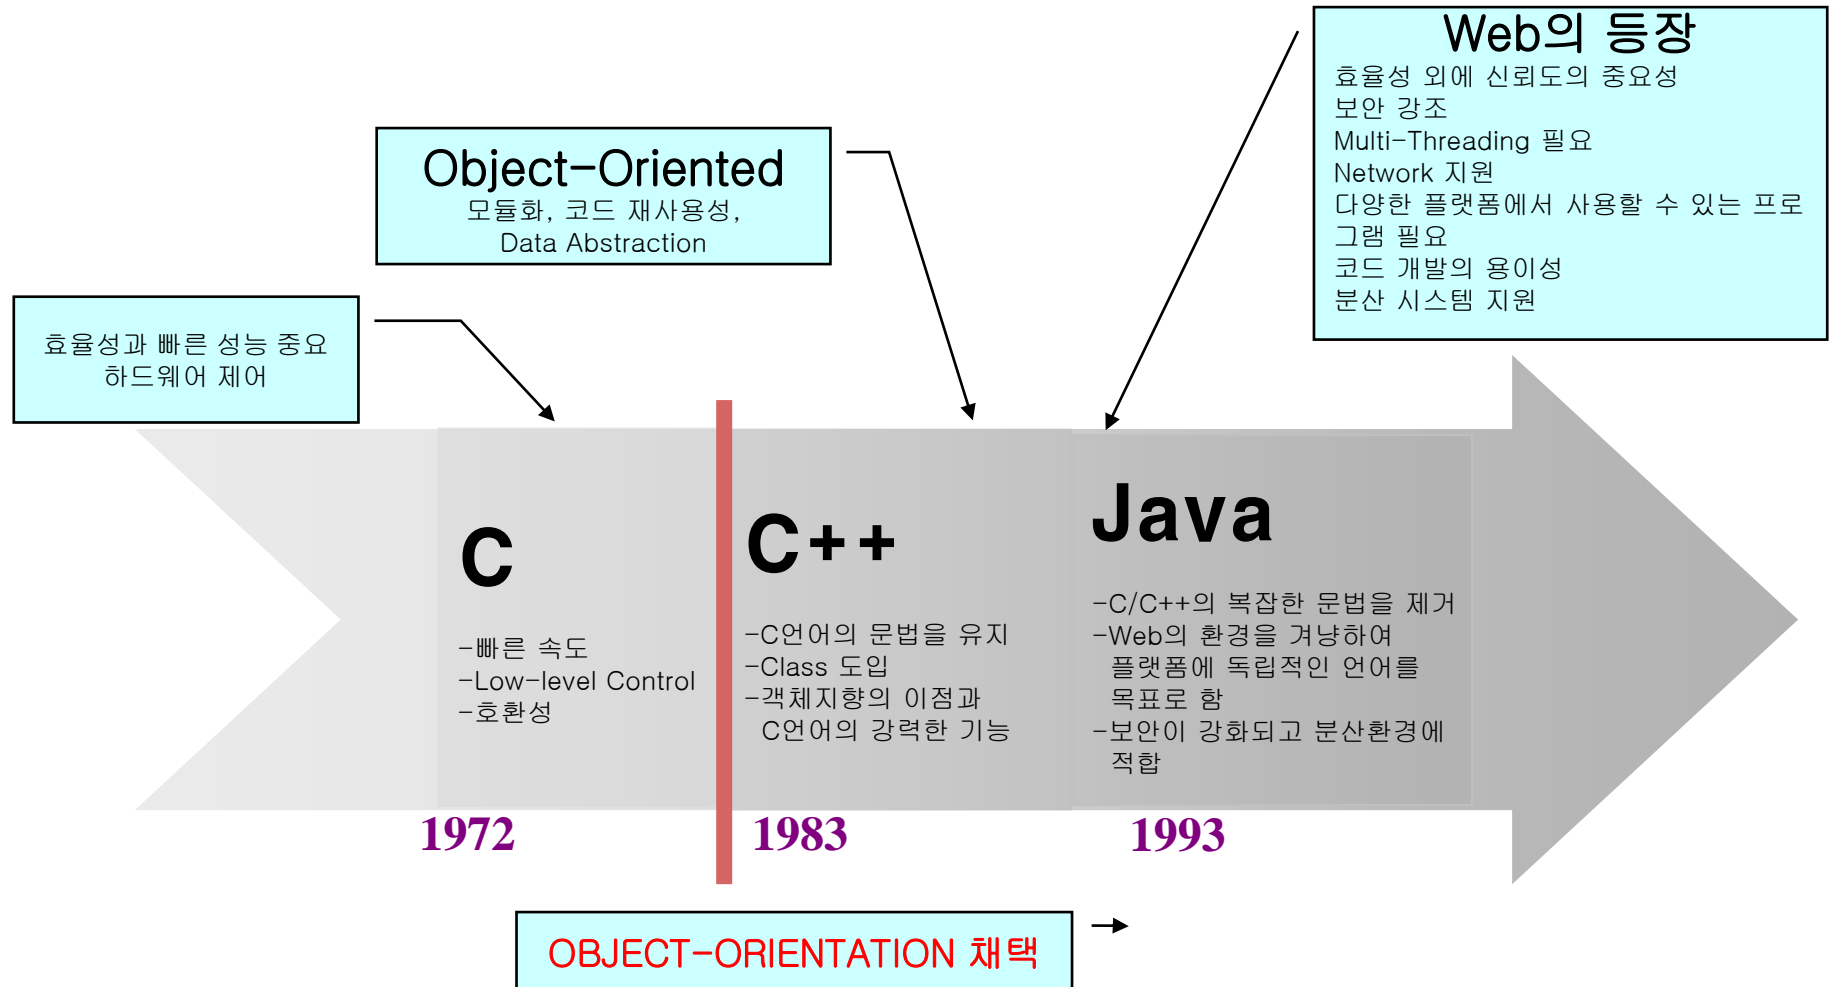 Web의 등장
효율성 외에 신뢰도의 중요성
보안 강조
Multi-Threading 필요
Network 지원
다양한 플랫폼에서 사용할 수 있는 프로
그램 필요
코드 개발의 용이성
분산 시스템 지원
Object-Oriented
모듈화, 코드 재사용성,
Data Abstraction
효율성과 빠른 성능 중요
하드웨어 제어
C
-빠른 속도
-Low-level Control
-호환성
C++
-C언어의 문법을 유지
-Class 도입
-객체지향의 이점과
C언어의 강력한 기능
Java
-C/C++의 복잡한 문법을 제거
-Web의 환경을 겨냥하여
플랫폼에 독립적인 언어를
목표로 함
-보안이 강화되고 분산환경에
적합
1972
1983
1993
OBJECT-ORIENTATION 채택